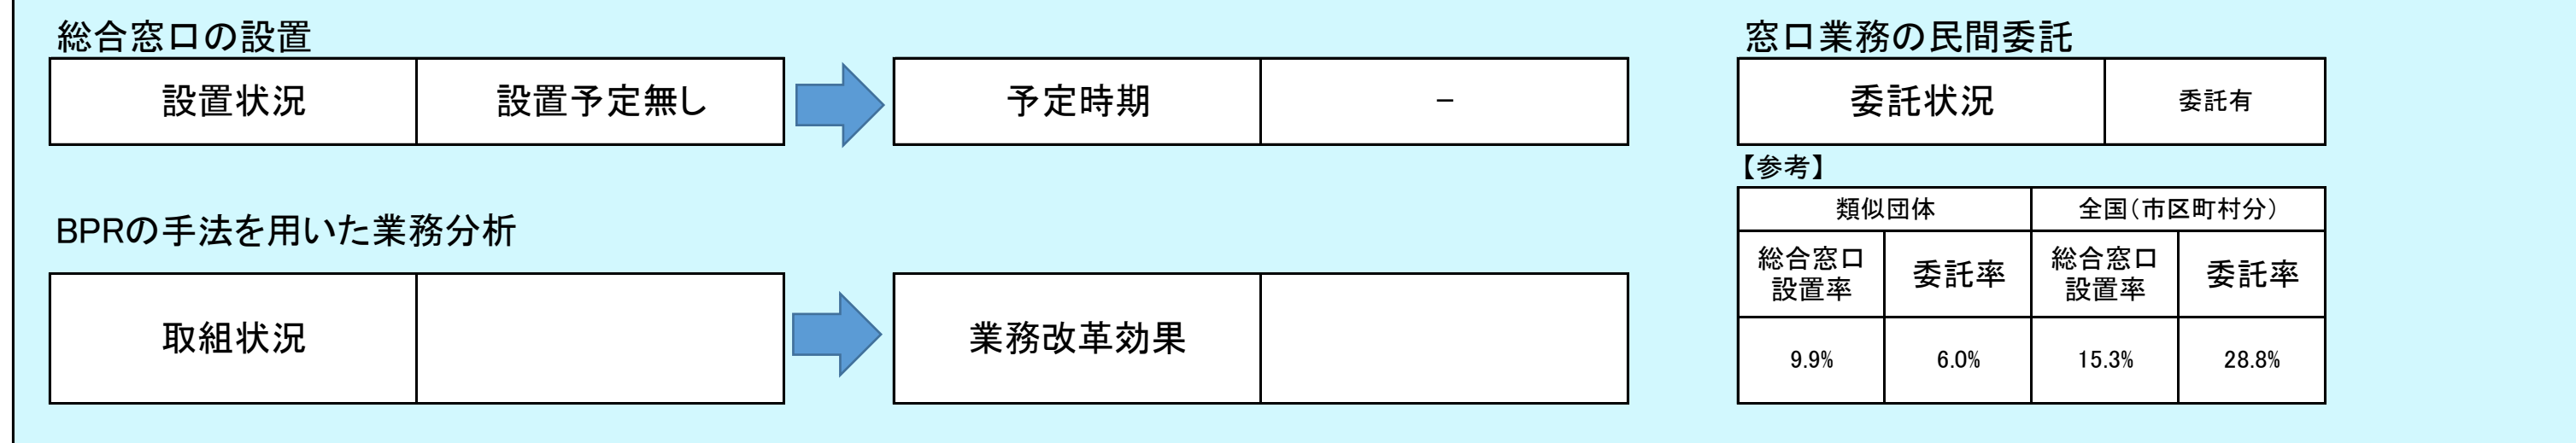 総合窓口の設置
設置状況
設置予定無し
予定時期
－
BPRの手法を用いた業務分析
取組状況
業務改革効果
窓口業務の民間委託
委託状況
委託有
【参考】
類似団体
全国（市区町村分）
総合窓口
設置率
委託率
総合窓口
設置率
委託率
9.9%
6.0%
15.3%
28.8%